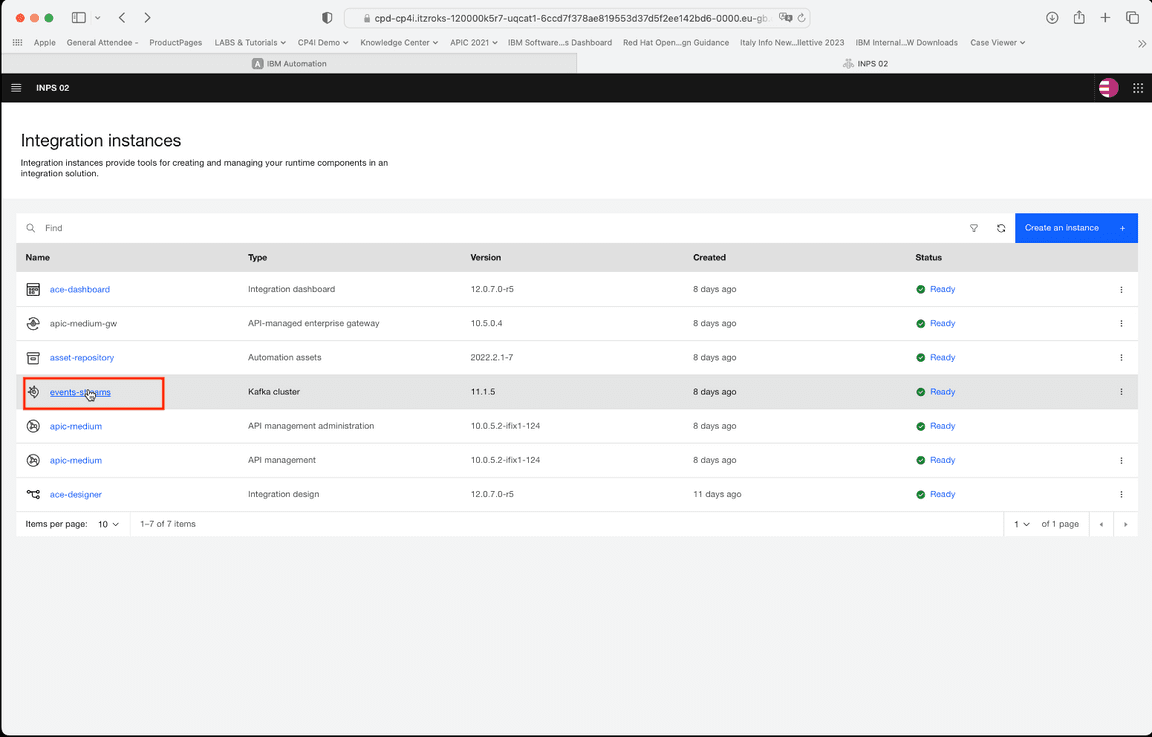 cpd-cp4i.itzroks-120000k5r7-uqcat1-6ccd7f378ae819553d37d5f2ee142bd6-0000.eu-gb.
Apple General Attendee - ProductPages LABS & Tutorials CP4I Demo Knowledge Center APIC 2021 IBM Software...s Dashboard Red Hat Open...gn Guidance Italy Info New...llettive 2023 IBM Internal...W Downloads Case Viewer
A IBM Automation INPS 02
INPS 02
Integration instances
Integration instances provide tools for creating and managing your runtime components in an
integration solution.
Find Create an instance +
Name Type Version Created Status
ace-dashboard Integration dashboard 12.0.7.0-r5 8 days ago Ready
apic-medium-gw API-managed enterprise gateway 10.5.0.4 8 days ago Ready
asset-repository Automation assets 2022.2.1-7 8 days ago Ready
events-streams Kafka cluster 11.1.5 8 days ago Ready
apic-medium API management administration 10.0.5.2-ifix1-124 8 days ago Ready
apic-medium API management 10.0.5.2-ifix1-124 8 days ago Ready
ace-designer Integration design 12.0.7.0-r5 11 days ago Ready
Items per page: 10 1–7 of 7 items 1 of 1 page